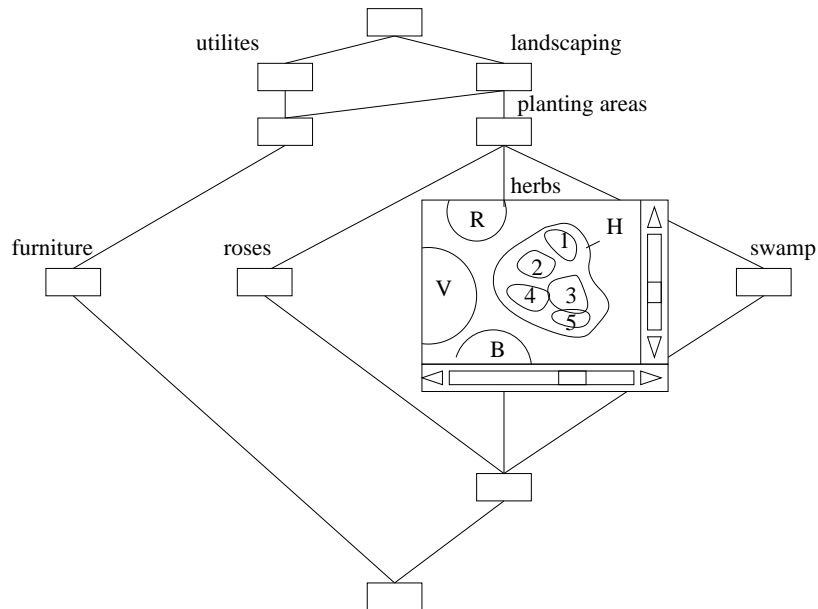 utilites
landscaping
planting areas
herbs
R
H
1
furniture
roses
2
swamp
V
4
3
5
B